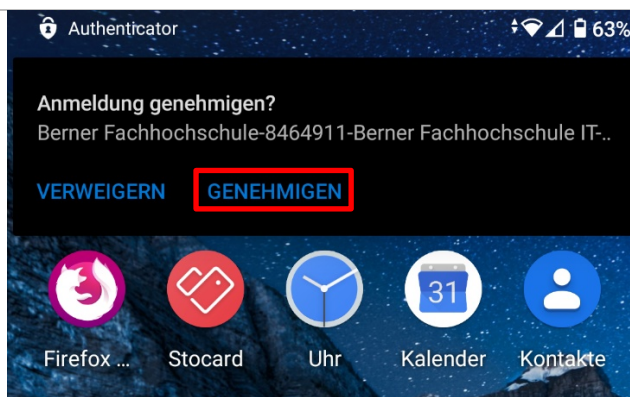 Authenticator
63%
Anmeldung genehmigen?
Berner Fachhochschule-8464911-Berner Fachhochschule IT-..
VERWEIGERN GENEHMIGEN
31
Firefox ... Stocard Uhr Kalender Kontakte